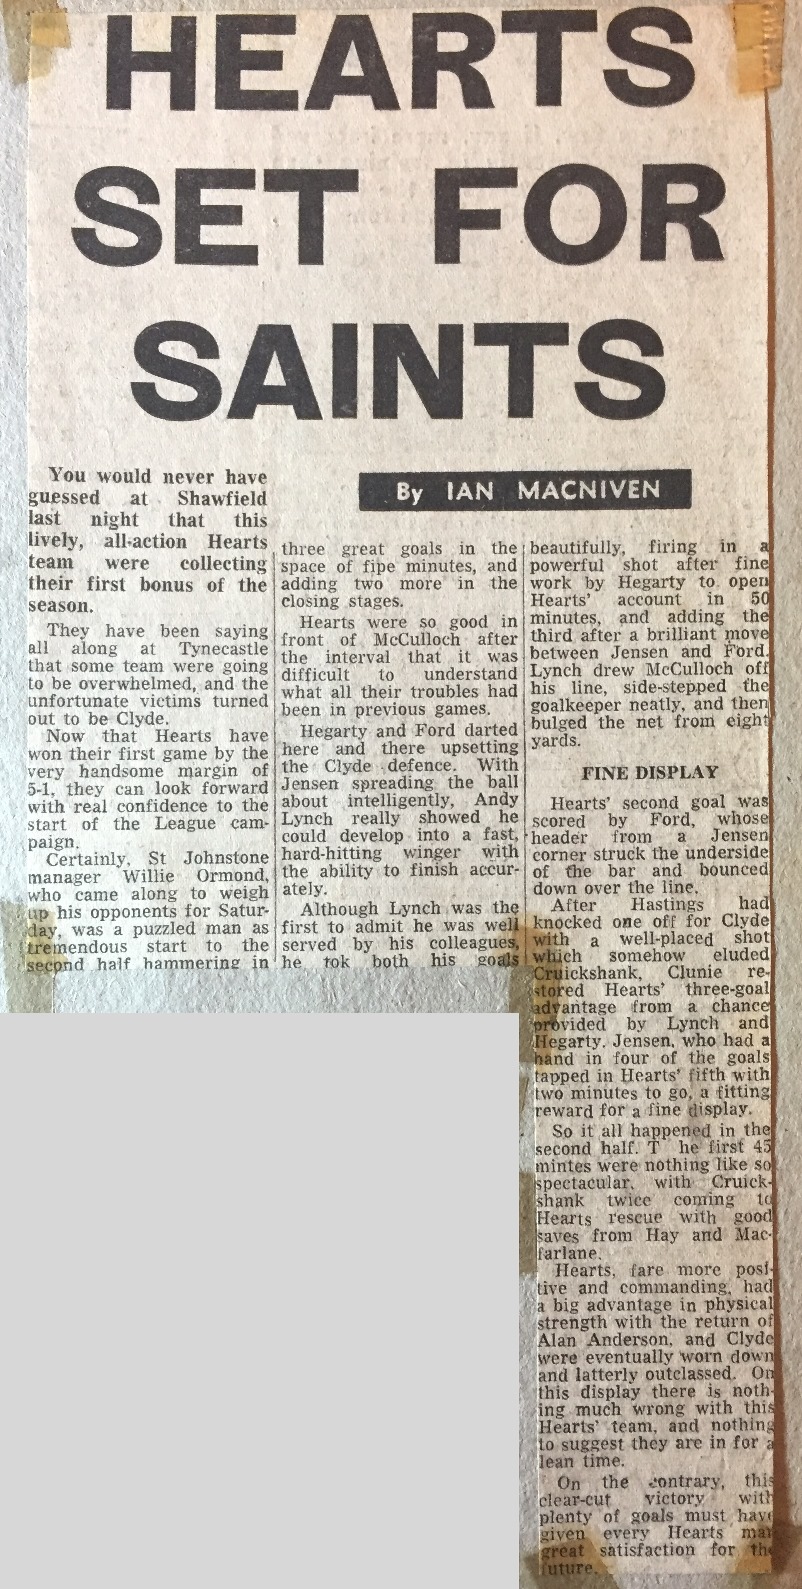 HEARTS
SET FOR
SAINTS
By IAN MACNIVEN
You would never have
guessed at Shawfield
last night that this
lively, all-action Hearts
team were collecting
their first bonus of the
season.
They have been saying
all along at Tynecastle
that some team were going
to be overwhelmed, and the
unfortunate victims turned
out to be Clyde.
Now that Hearts have
won their first game by the
very handsome margin of
5-1, they can look forward
with real confidence to the
start of the League cam-
paign.
Certainly, St Johnstone
manager Willie Ormond,
who came along to weigh
up his opponents for Satur-
day, was a puzzled man as
tremendous start to the
second half hammering in
three great goals in the
space of fipe minutes, and
adding two more in the
closing stages.
Hearts were so good in
front of McCulloch after
the interval that it was
difficult to understand
what all their troubles had
been in previous games.
Hegarty and Ford darted
here and there upsetting
the Clyde defence. With
Jensen spreading the ball
about intelligently, Andy
Lynch really showed he
could develop into a fast,
hard-hitting winger with
the ability to finish accur-
ately.
Although Lynch was the
first to admit he was well
served by his colleagues,
he tok both his goals
beautifully, firing in a
powerful shot after fine
work by Hegarty to open
Hearts' account in 50
minutes, and adding the
third after a brilliant move
between Jensen and Ford.
Lynch drew McCulloch off
his line, side-stepped the
goalkeeper neatly, and then
bulged the net from eight
yards.
FINE DISPLAY
Hearts' second goal was
scored by Ford, whose
header from a Jensen
corner struck the underside
of the bar and bounced
down over the line.
After Hastings had
knocked one off for Clyde
with a well-placed shot
which somehow eluded
Cruickshank, Clunie re-
stored Hearts' three-goal
advantage from a chance
provided by Lynch and
Hegarty. Jensen, who had a
hand in four of the goals
tapped in Hearts' fifth with
two minutes to go, a fitting
reward for a fine display.
So it all happened in the
second half. T he first 45
mintes were nothing like so
spectacular, with Cruick-
shank twice coming to
Hearts rescue with good
saves from Hay and Mac-
farlane.
Hearts, fare more posi-
tive and commanding, had
a big advantage in physical
strength with the return of
Alan Anderson, and Clyde
were eventually worn down
and latterly outclassed. On
this display there is noth-
ing much wrong with this
Hearts' team, and nothing
to suggest they are in for a
lean time.
On the contrary, this
clear-cut victory with
plenty of goals must have
given every Hearts man
great satisfaction for the
future.